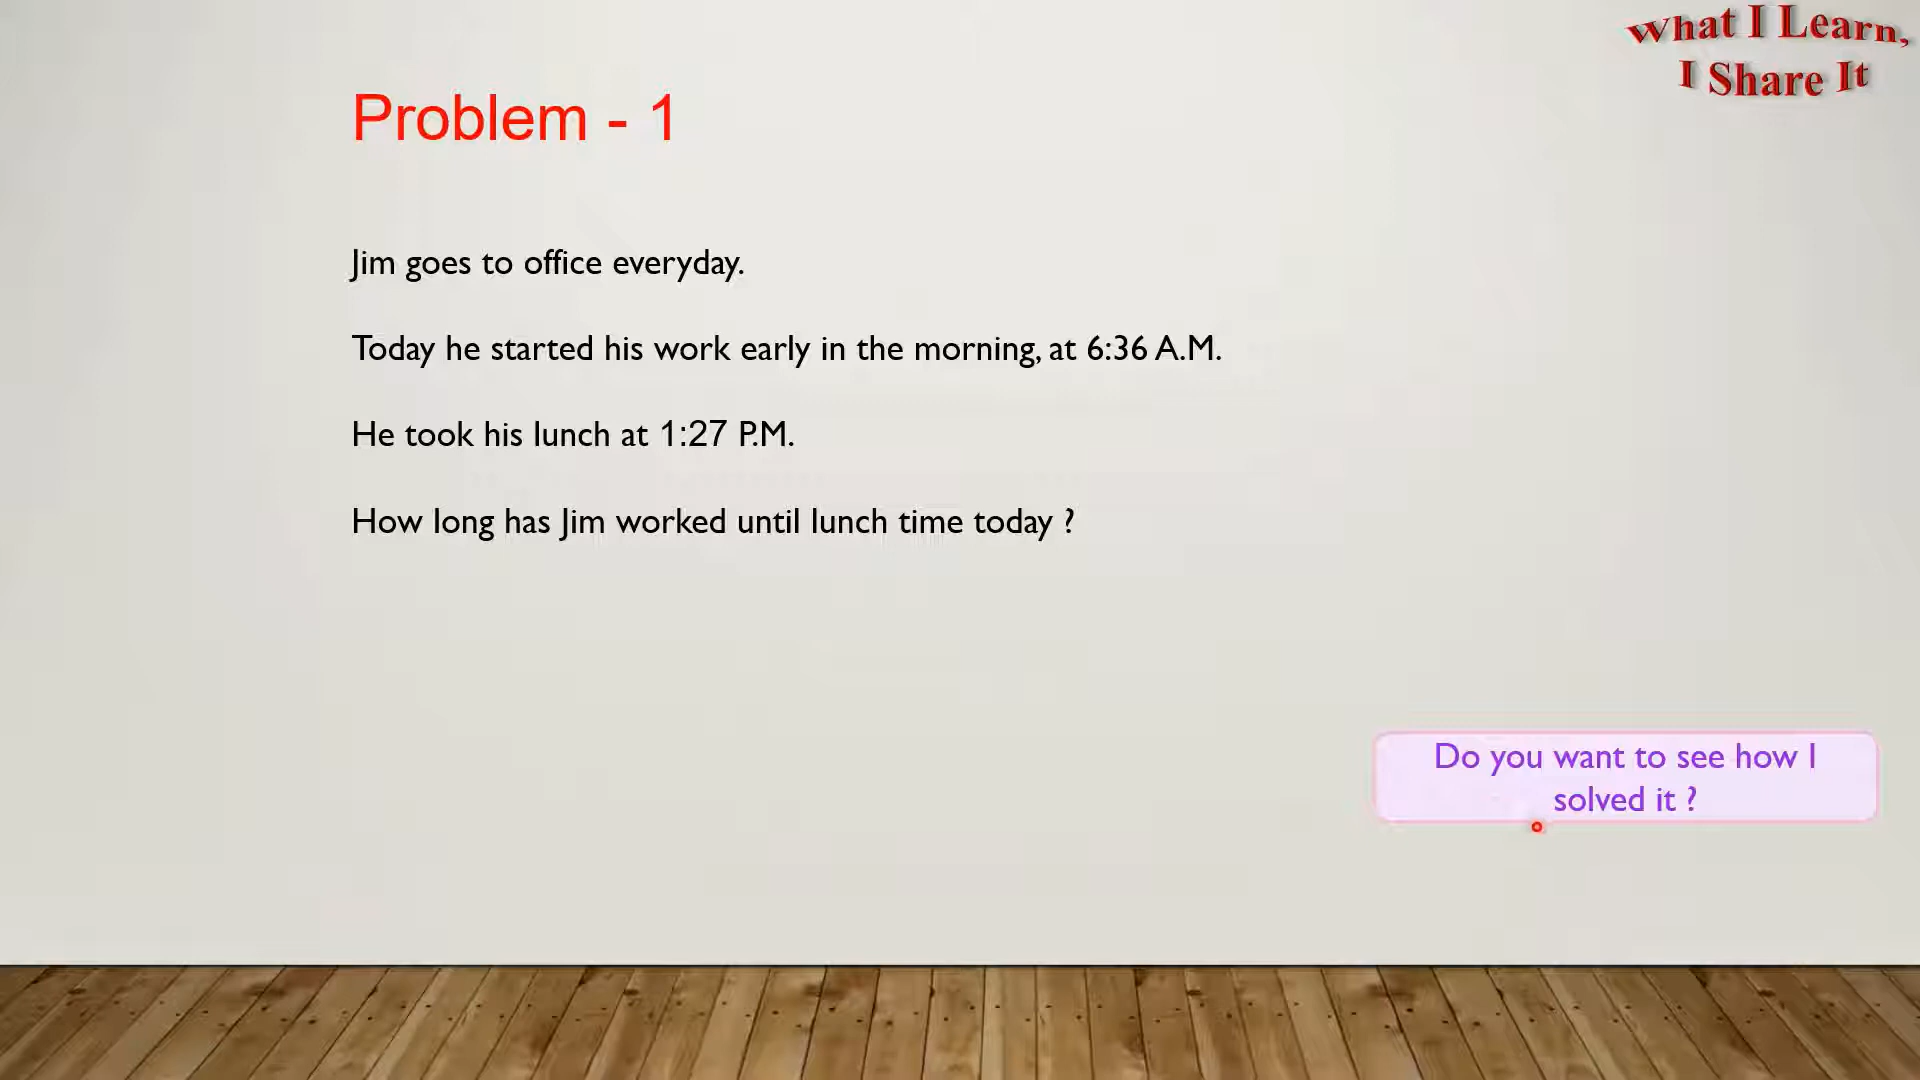 What I Learn,
I Share It
Problem - 1
Jim goes to office everyday.
Today he started his work early in the morning, at 6:36 A.M.
He took his lunch at 1:27 P.M.
How long has Jim worked until lunch time today ?
Do you want to see how I
solved it ?